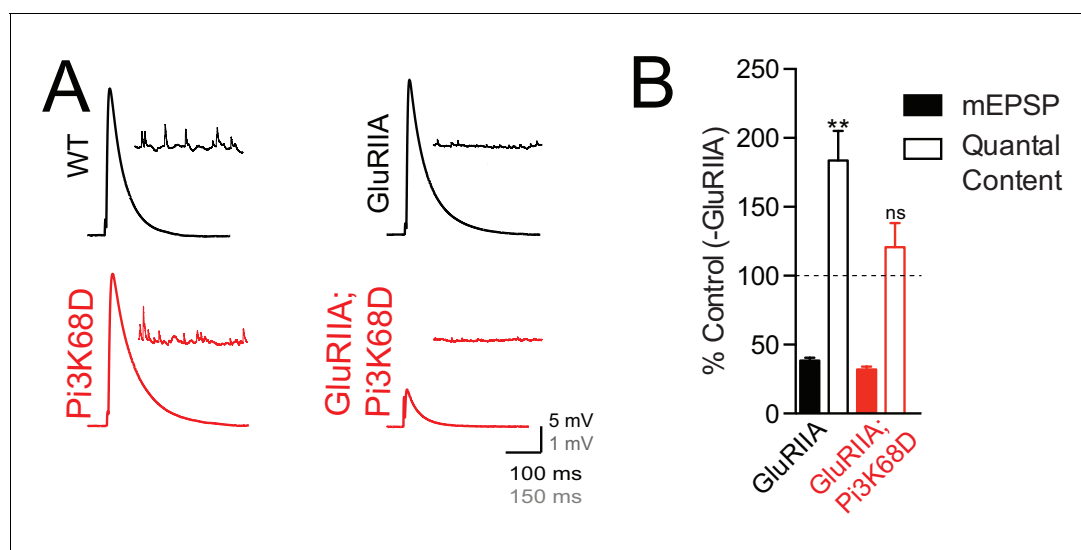 A
WT
GluRIIA
Pi3K68D
GluRIIA;
Pi3K68D
5 mV
1 mV
100 ms
150 ms
B
% Control (-GluRIIA)
250
200
150
100
50
0
**
ns
mEPSP
Quantal
Content
GluRIIA
GluRIIA;
Pi3K68D